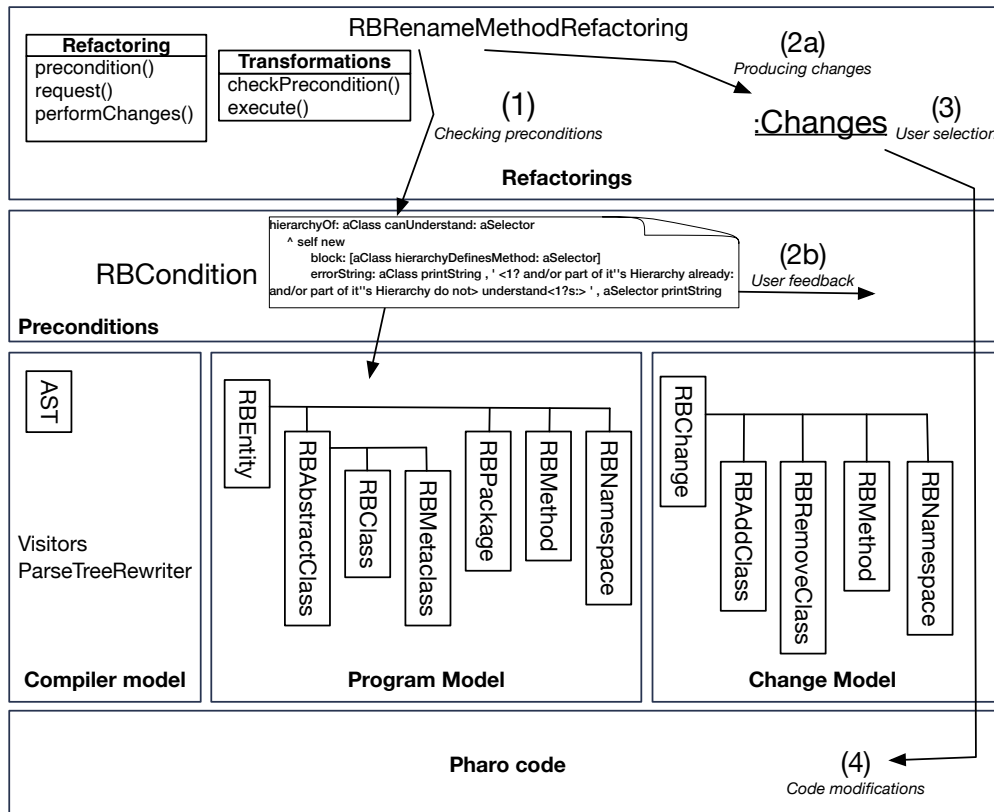 RBRenameMethodRefactoring
Refactoring
precondition()
request()
performChanges()
Transformations
checkPrecondition()
execute()
(1)
Checking preconditions
(2a)
Producing changes
:Changes
(3)
User selection
Refactorings
RBCondition
hierarchyOf: aClass canUnderstand: aSelector
^ self new
block: [aClass hierarchyDefinesMethod: aSelector]
errorString: aClass printString , ' <1? and/or part of it''s Hierarchy already:
and/or part of it''s Hierarchy do not> understand<1?s:> ' , aSelector printString
(2b)
User feedback
Preconditions
AST
Visitors
ParseTreeRewriter
Compiler model
RBEntity
RBAbstractClass
RBClass
RBMetaclass
RBPackage
RBMethod
RBNamespace
Program Model
RBChange
RBAddClass
RBRemoveClass
RBMethod
RBNamespace
Change Model
Pharo code
(4)
Code modifications